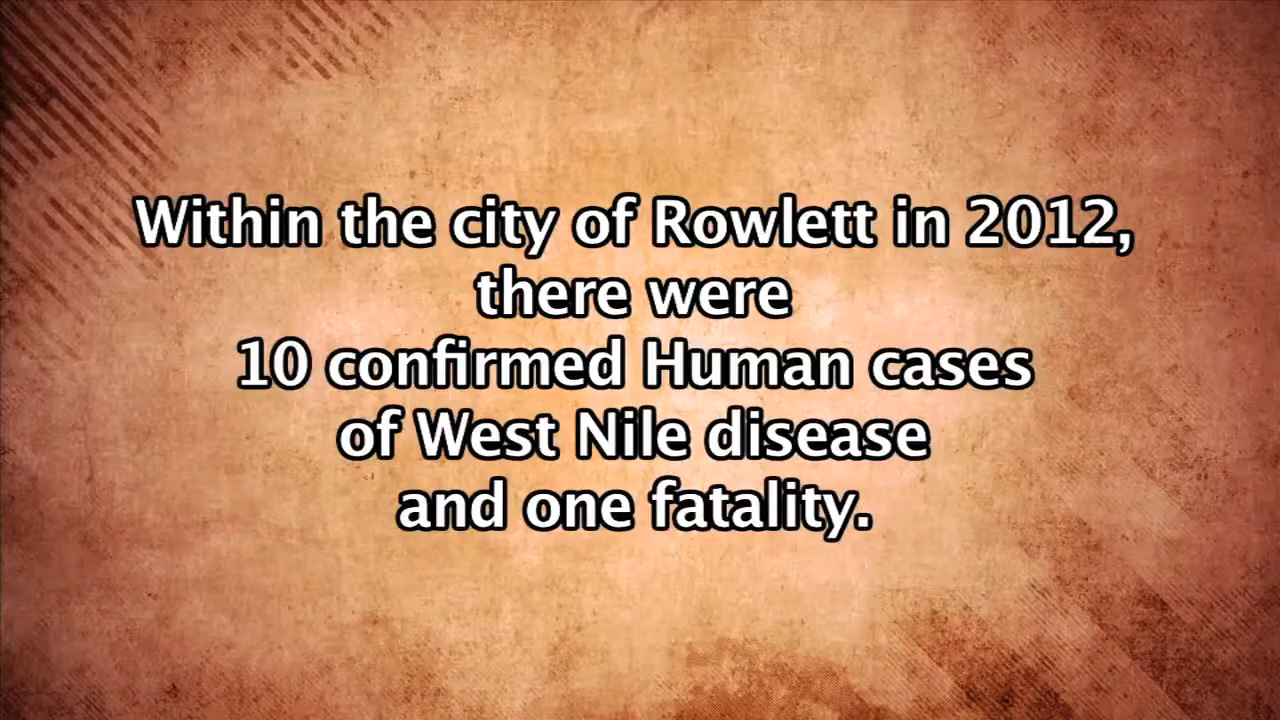 Within the city of Rowlett in 2012,
there were
10 confirmed Human cases
of West Nile disease
and one fatality.